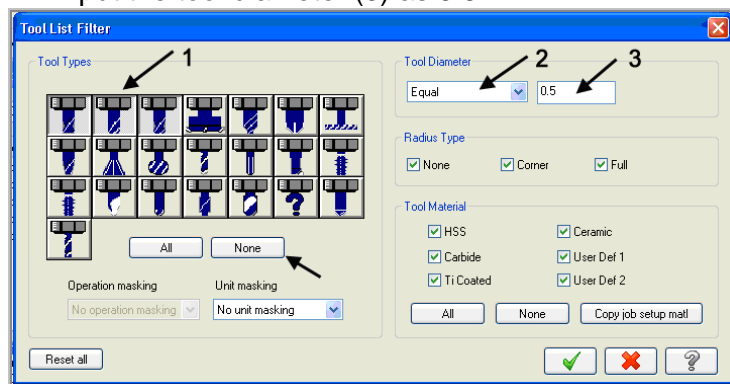 Tool List Filter
Tool Types
1
All
None
Operation masking
Unit masking
No operation masking
No unit masking
Reset all
Tool Diameter
2
3
Equal
0.5
Radius Type
None
Corner
Full
Tool Material
HSS
Ceramic
Carbide
User Def 1
Ti Coated
User Def 2
All
None
Copy job setup matl